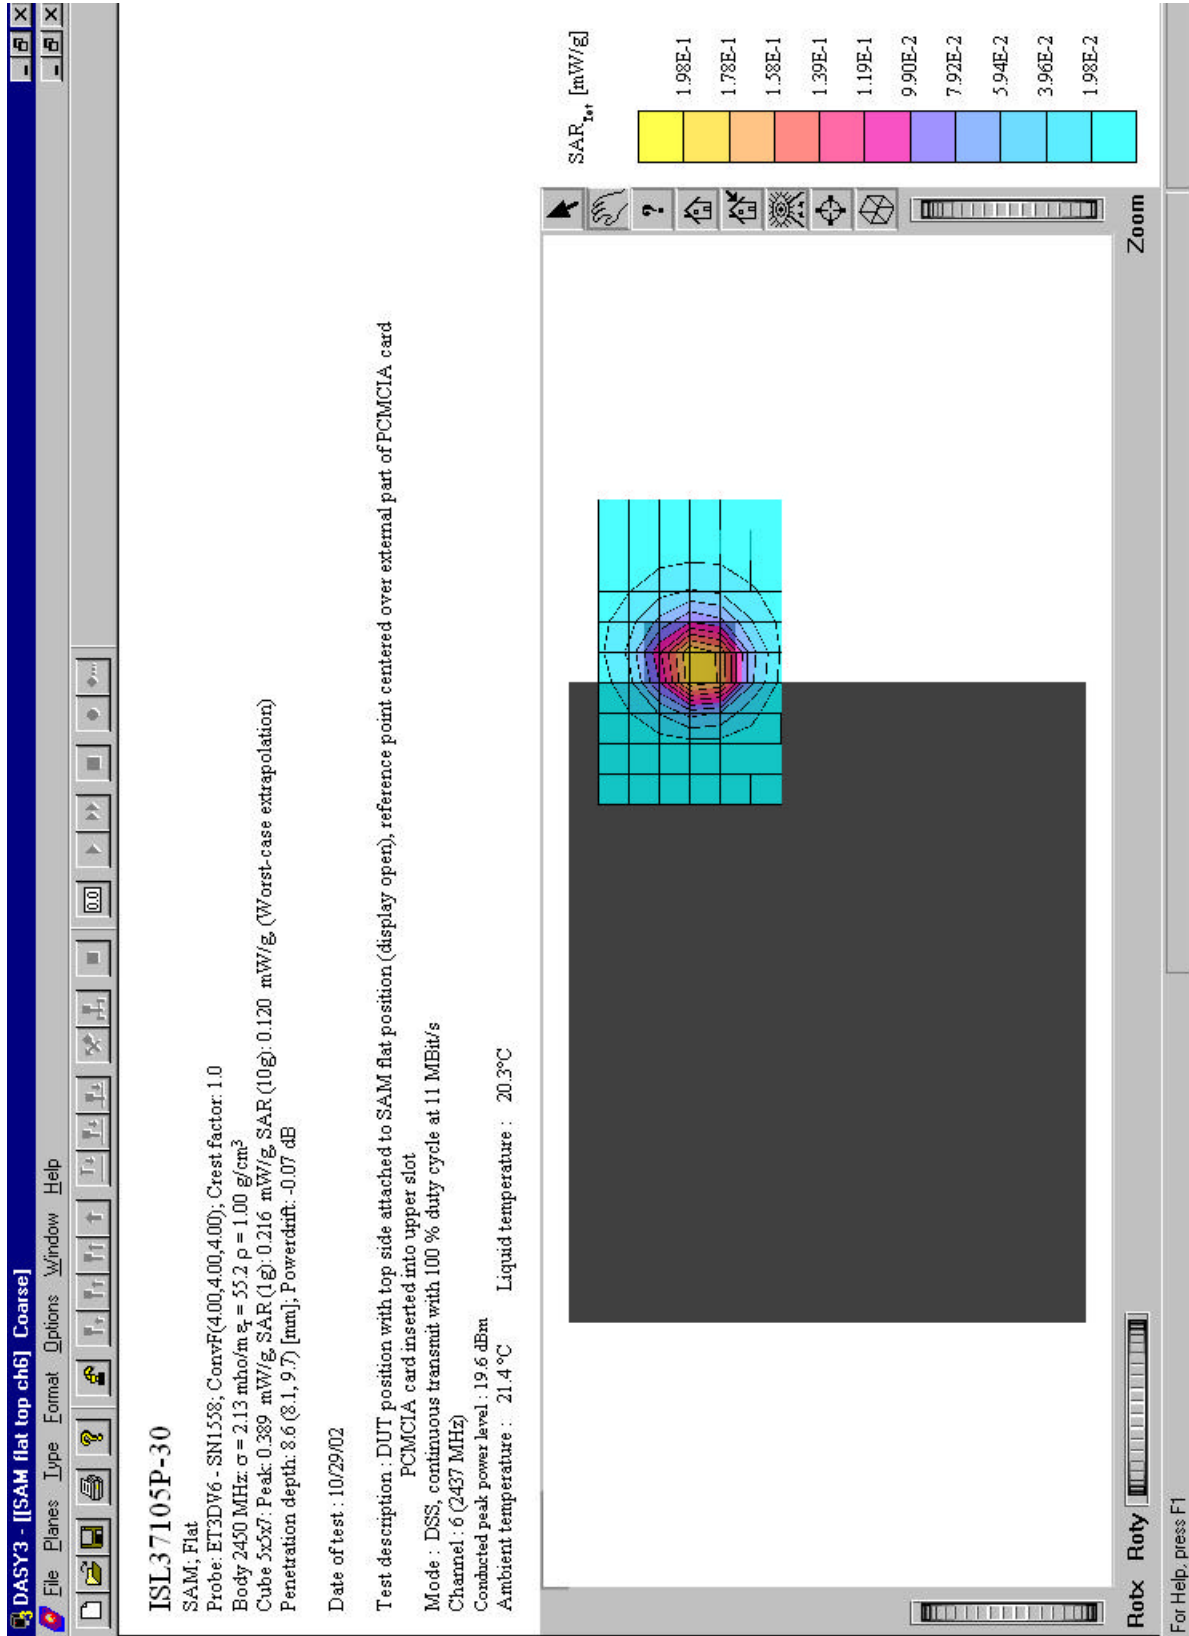 DASY3 - [[SAM flat top ch6] Coarse]
File Planes Type Format Options Window Help
0.0
ISL37105P-30
SAM; Flat
Probe: ET3DV6 - SN1558; ConvF(4.00,4.00,4.00); Crest factor: 1.0
Body 2450 MHz: σ = 2.13 mho/m εr = 55.2 ρ = 1.00 g/cm³
Cube 5x5x7: Peak: 0.389 mW/g, SAR (1g): 0.216 mW/g, SAR (10g): 0.120 mW/g, (Worst-case extrapolation)
Penetration depth: 8.6 (8.1, 9.7) [mm]; Powerdrift: -0.07 dB
Date of test : 10/29/02
Test description : DUT position with top side attached to SAM flat position (display open), reference point centered over external part of PCMCIA card
PCMCIA card inserted into upper slot
Mode : DSS, continuous transmit with 100 % duty cycle at 11 MBit/s
Channel : 6 (2437 MHz)
Conducted peak power level : 19.6 dBm
Ambient temperature : 21.4 °C Liquid temperature : 20.3°C
SARTot [mW/g]
1.98E-1
1.78E-1
1.58E-1
1.39E-1
1.19E-1
9.90E-2
7.92E-2
5.94E-2
3.96E-2
1.98E-2
Rotx Roty Zoom
For Help, press F1